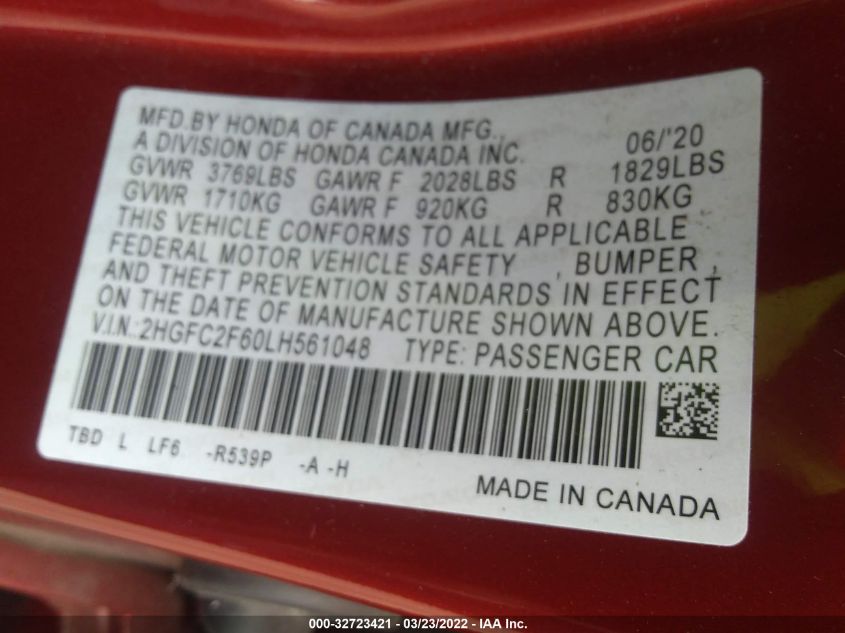 MFD. BY HONDA OF CANADA MFG., 06/'20
A DIVISION OF HONDA CANADA INC.
GVWR 3769LBS GAWR F 2028LBS R 1829LBS
GVWR 1710KG GAWR F 920KG R 830KG
THIS VEHICLE CONFORMS TO ALL APPLICABLE
FEDERAL MOTOR VEHICLE SAFETY , BUMPER ,
AND THEFT PREVENTION STANDARDS IN EFFECT
ON THE DATE OF MANUFACTURE SHOWN ABOVE.
V.I.N.: 2HGFC2F60LH561048 TYPE: PASSENGER CAR
TBD L LF6 -R539P -A -H
MADE IN CANADA
000-32723421 - 03/23/2022 - IAA Inc.